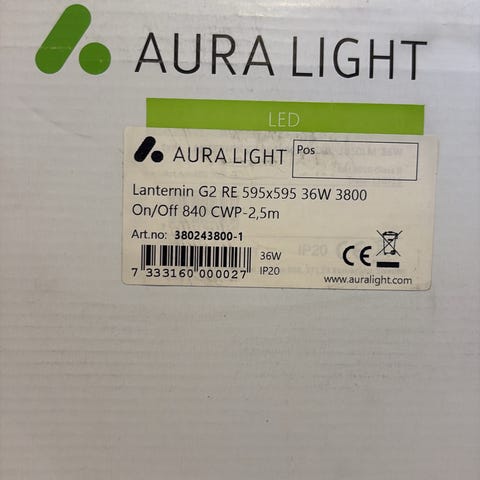 AURA LIGHT
LED
AURA LIGHT
Pos
Lanternin G2 RE 595x595 36W 3800
On/Off 840 CWP-2,5m
Art.no: 380243800-1
7 333160 000027
36W
IP20
CE
www.auralight.com